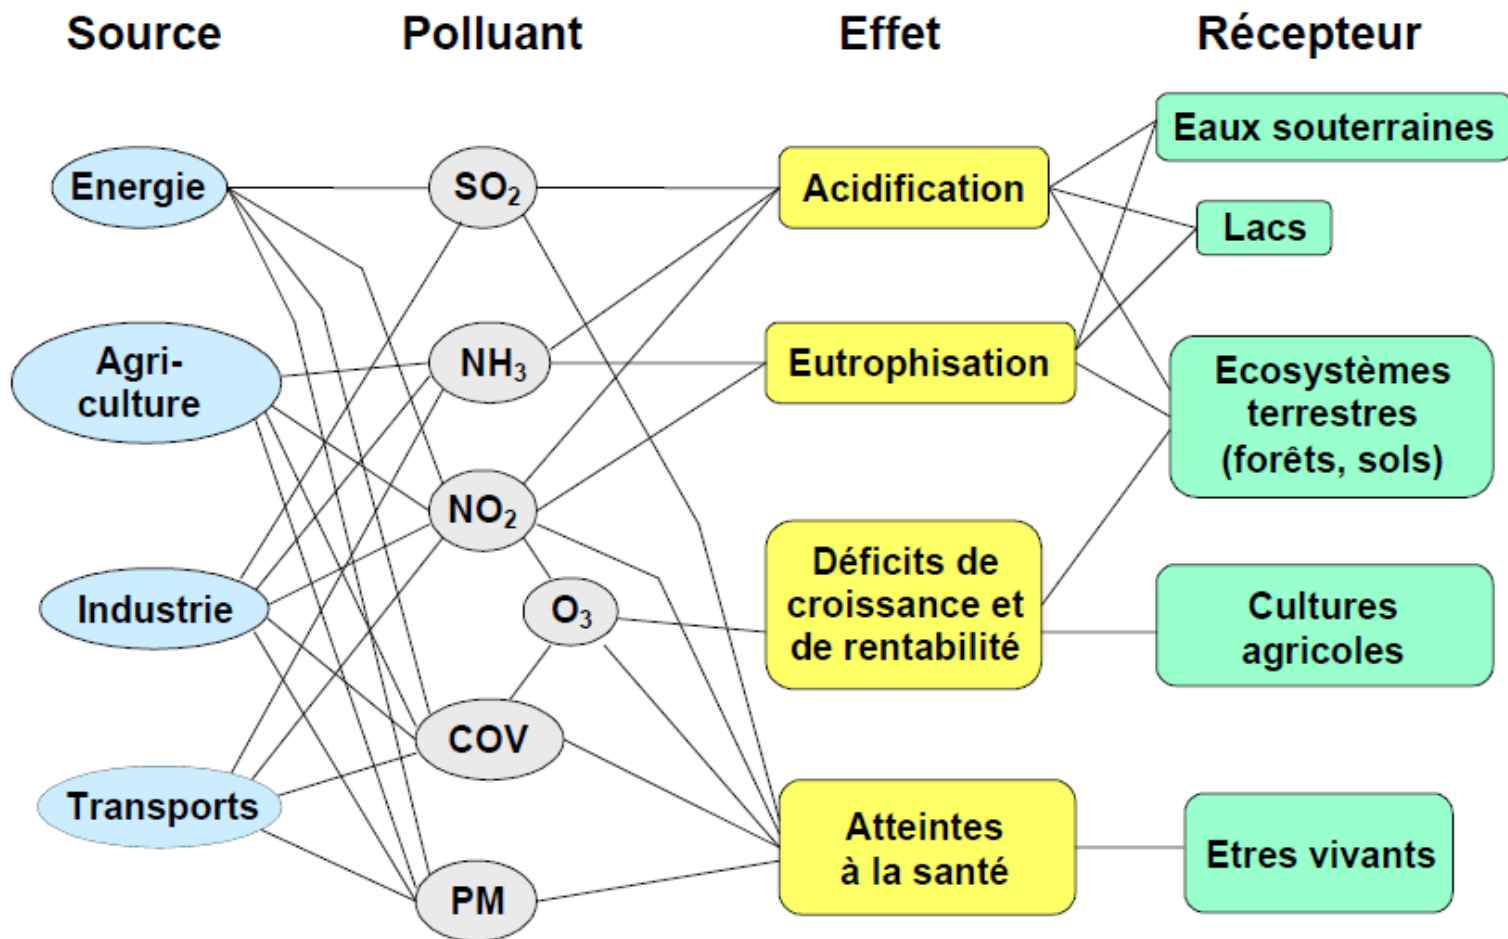 Source
Polluant
Effet
Récepteur
Energie
Agri-
culture
Industrie
Transports
SO₂
NH₃
NO₂
O₃
COV
PM
Acidification
Eutrophisation
Déficits de
croissance et
de rentabilité
Atteintes
à la santé
Eaux souterraines
Lacs
Ecosystèmes
terrestres
(forêts, sols)
Cultures
agricoles
Etres vivants